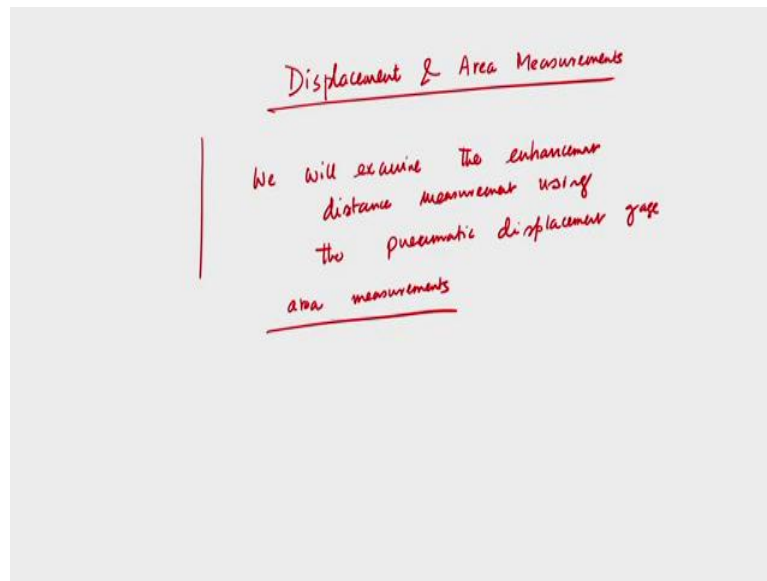 Displacement & Area Measurements
We will examine the enhancement
distance measurement using
the pneumatic displacement gage
area measurements